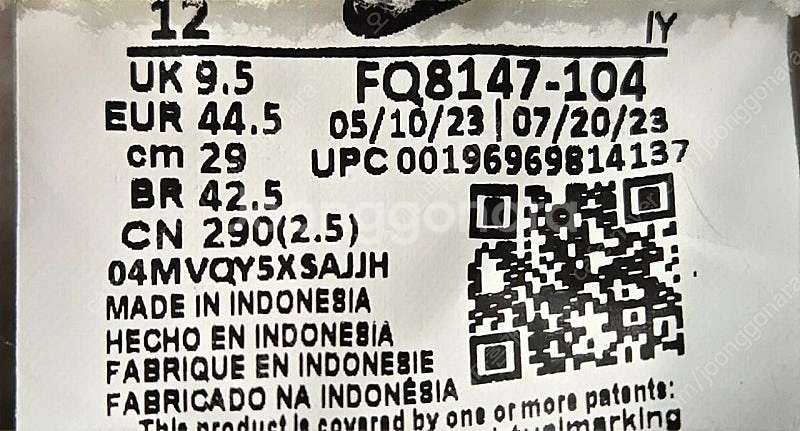 12
IY
UK 9.5
FQ8147-104
EUR 44.5
05/10/23 | 07/20/23
cm 29
UPC 00196969814137
BR 42.5
CN 290(2.5)
04MVQY5XSAJJH
MADE IN INDONESIA
HECHO EN INDONESIA
FABRIQUE EN INDONESIE
FABRICADO NA INDONÉSIA
This product is covered by one or more patents:
joonggonara